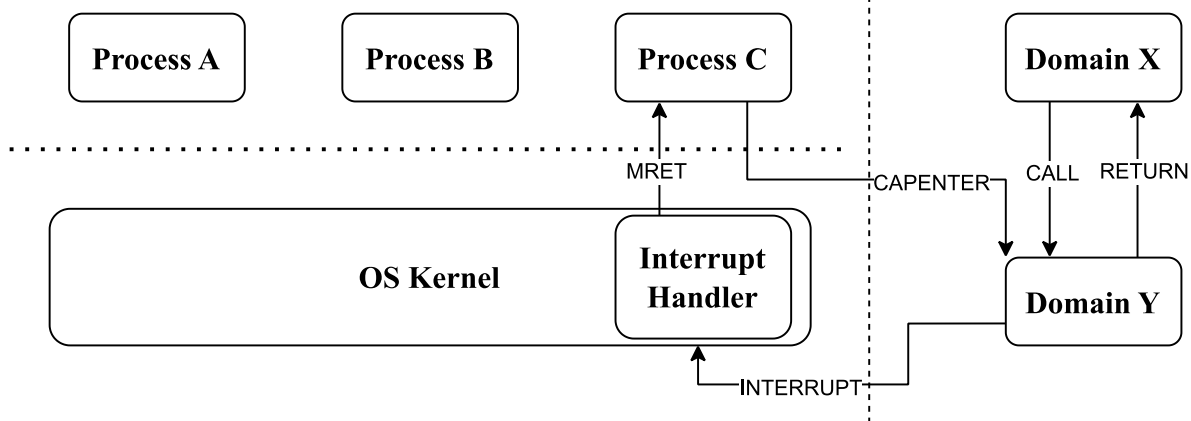 Process A
Process B
Process C
Domain X
MRET
CAPENTER
CALL
RETURN
OS Kernel
Interrupt
Handler
Domain Y
INTERRUPT